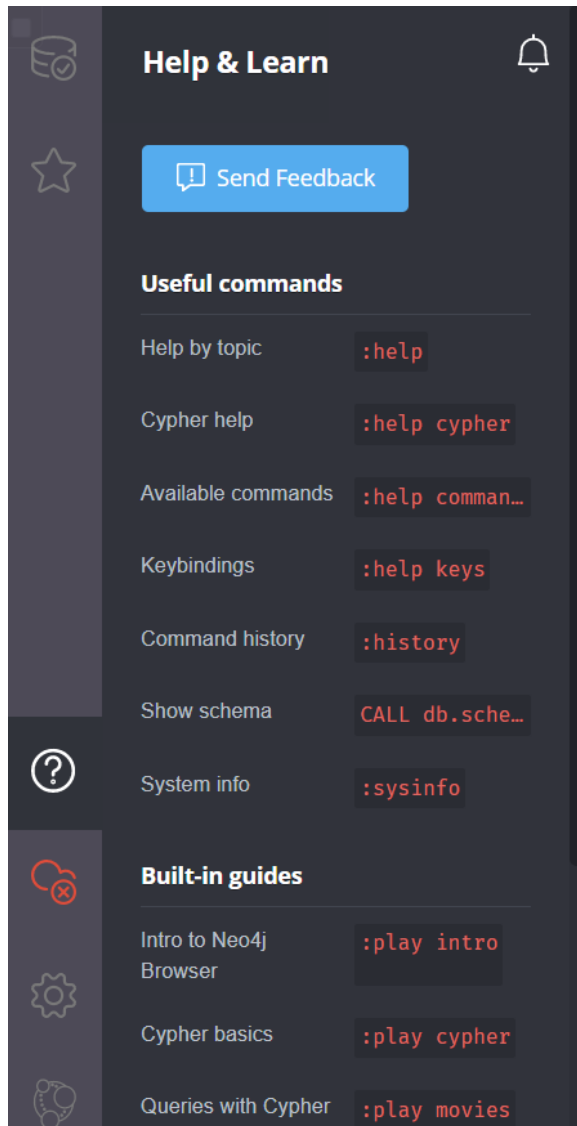 Help & Learn
Send Feedback
Useful commands
Help by topic :help
Cypher help :help cypher
Available commands :help comman…
Keybindings :help keys
Command history :history
Show schema CALL db.sche…
System info :sysinfo
Built-in guides
Intro to Neo4j :play intro
Browser
Cypher basics :play cypher
Queries with Cypher :play movies